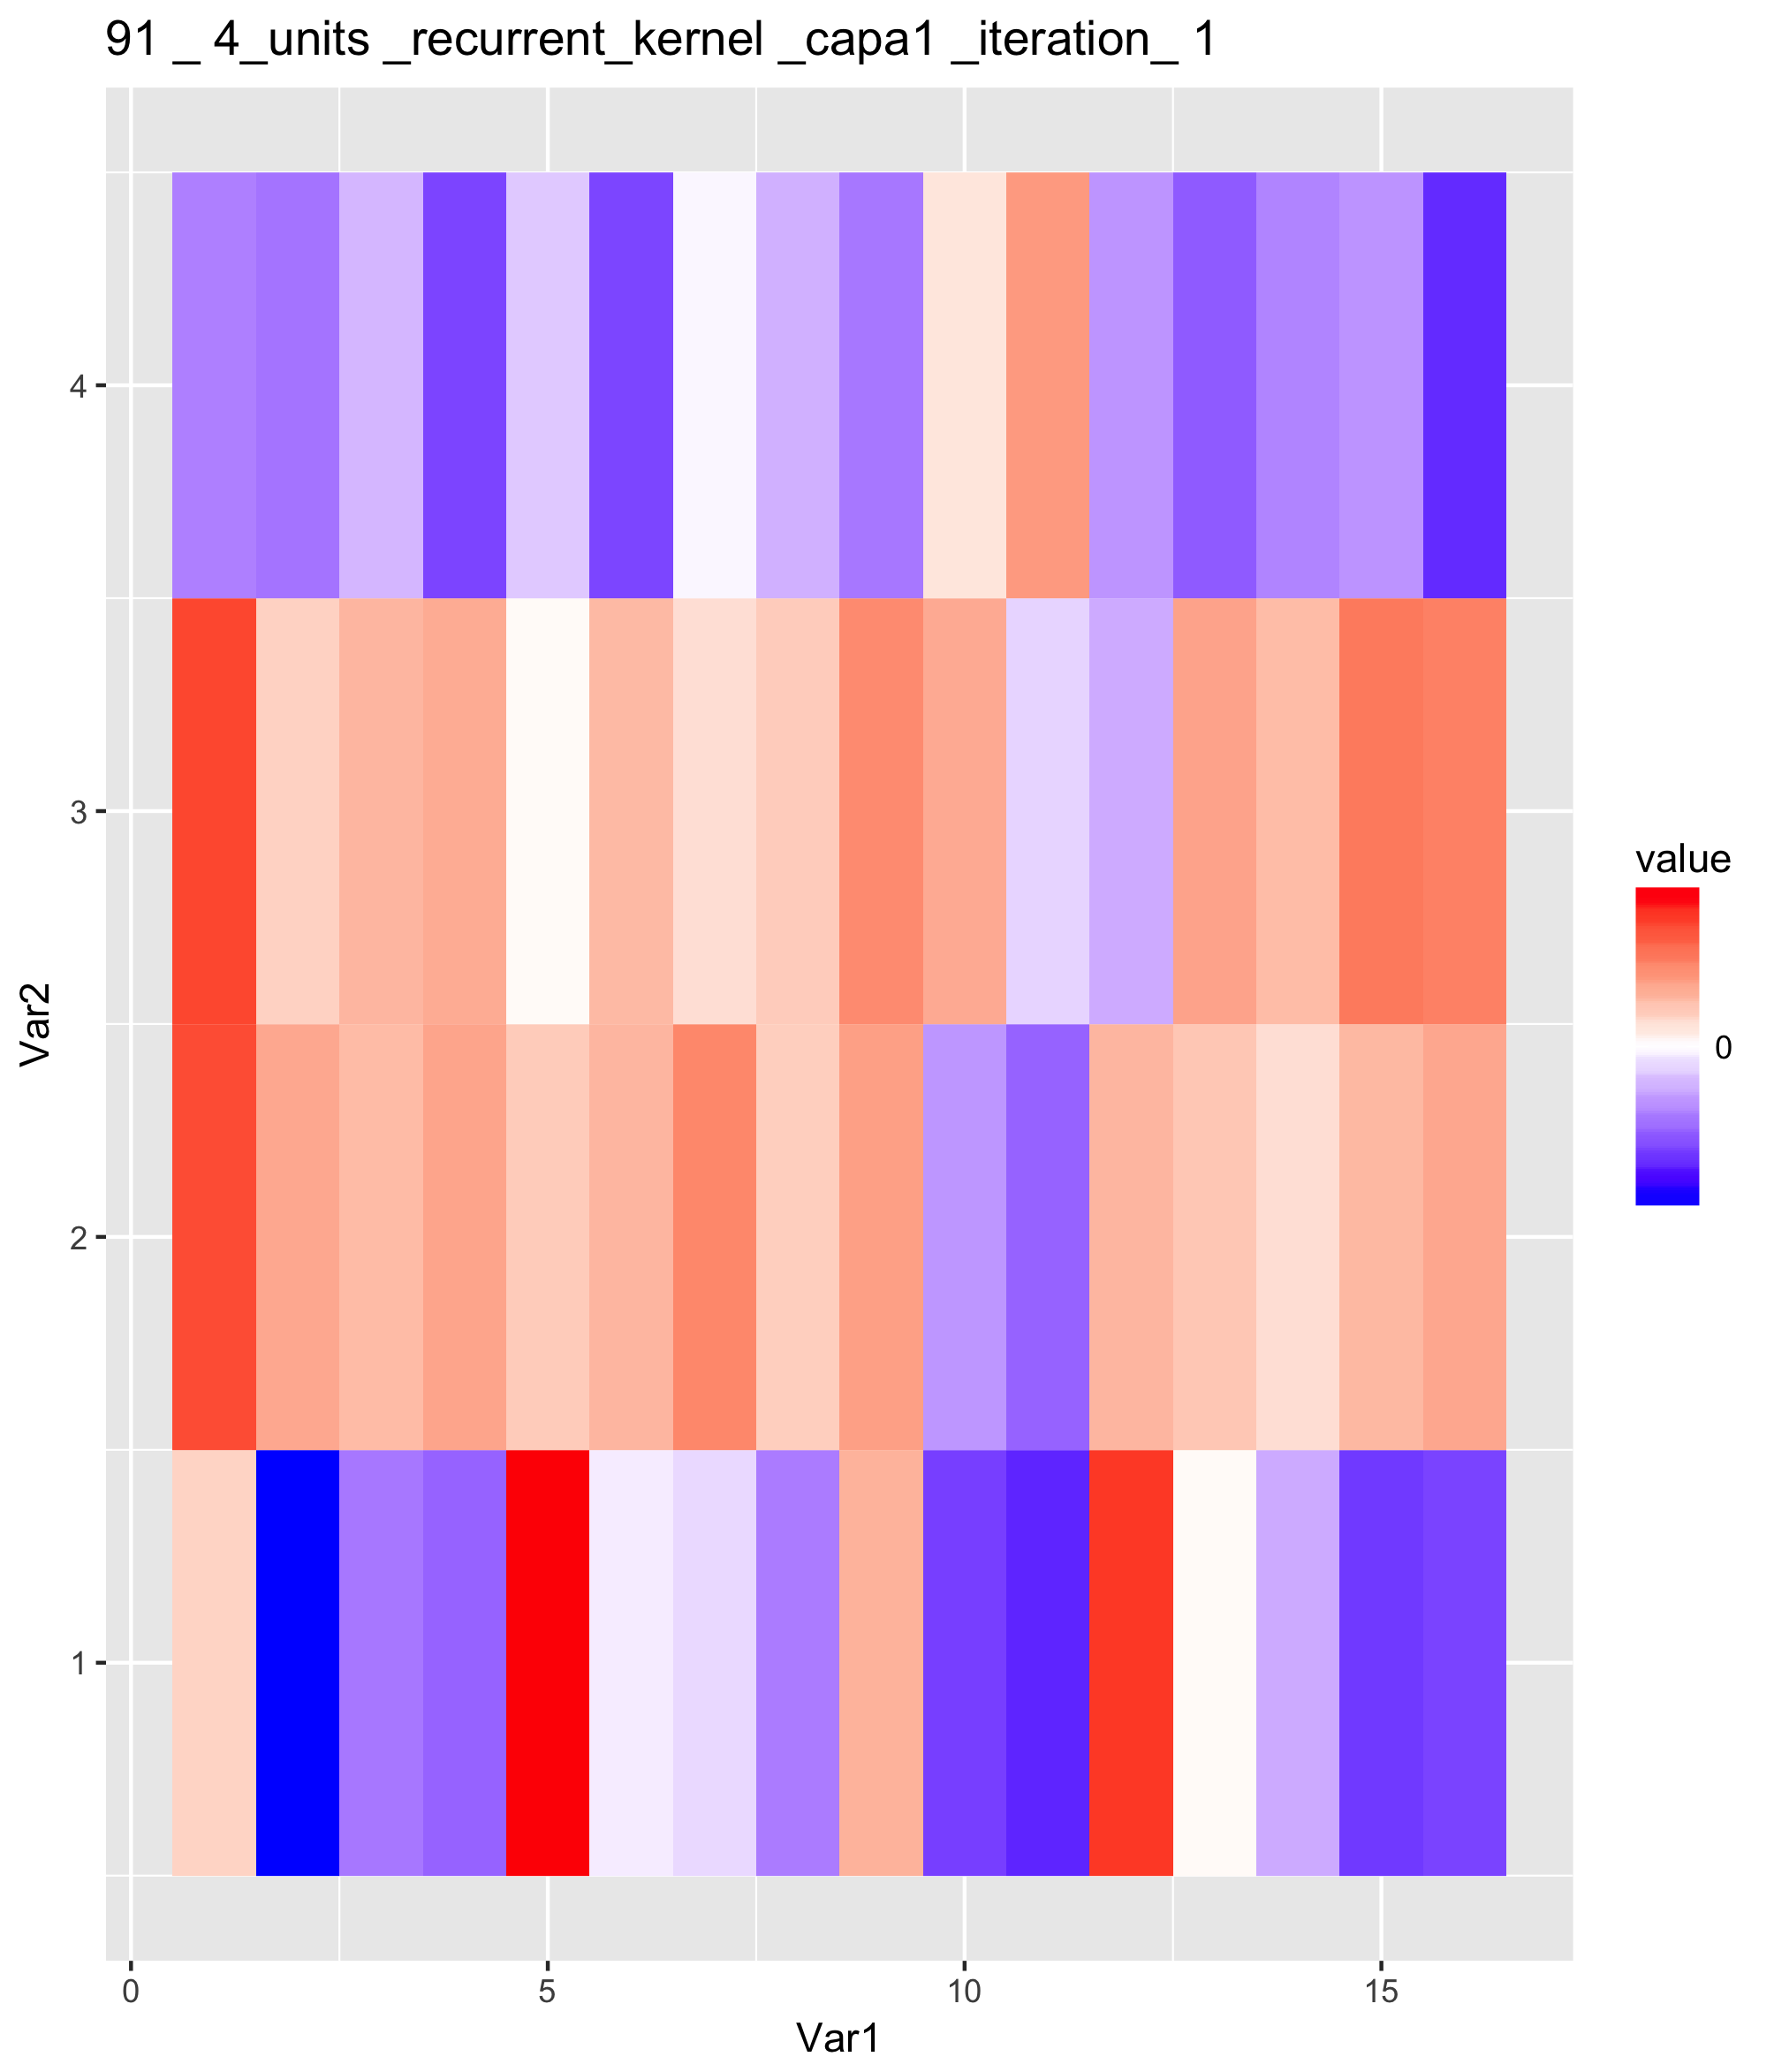 91 _ 4_units _recurrent_kernel _capa1 _iteration_ 1
4
3
2
1
Var2
0
5
10
15
Var1
value
0